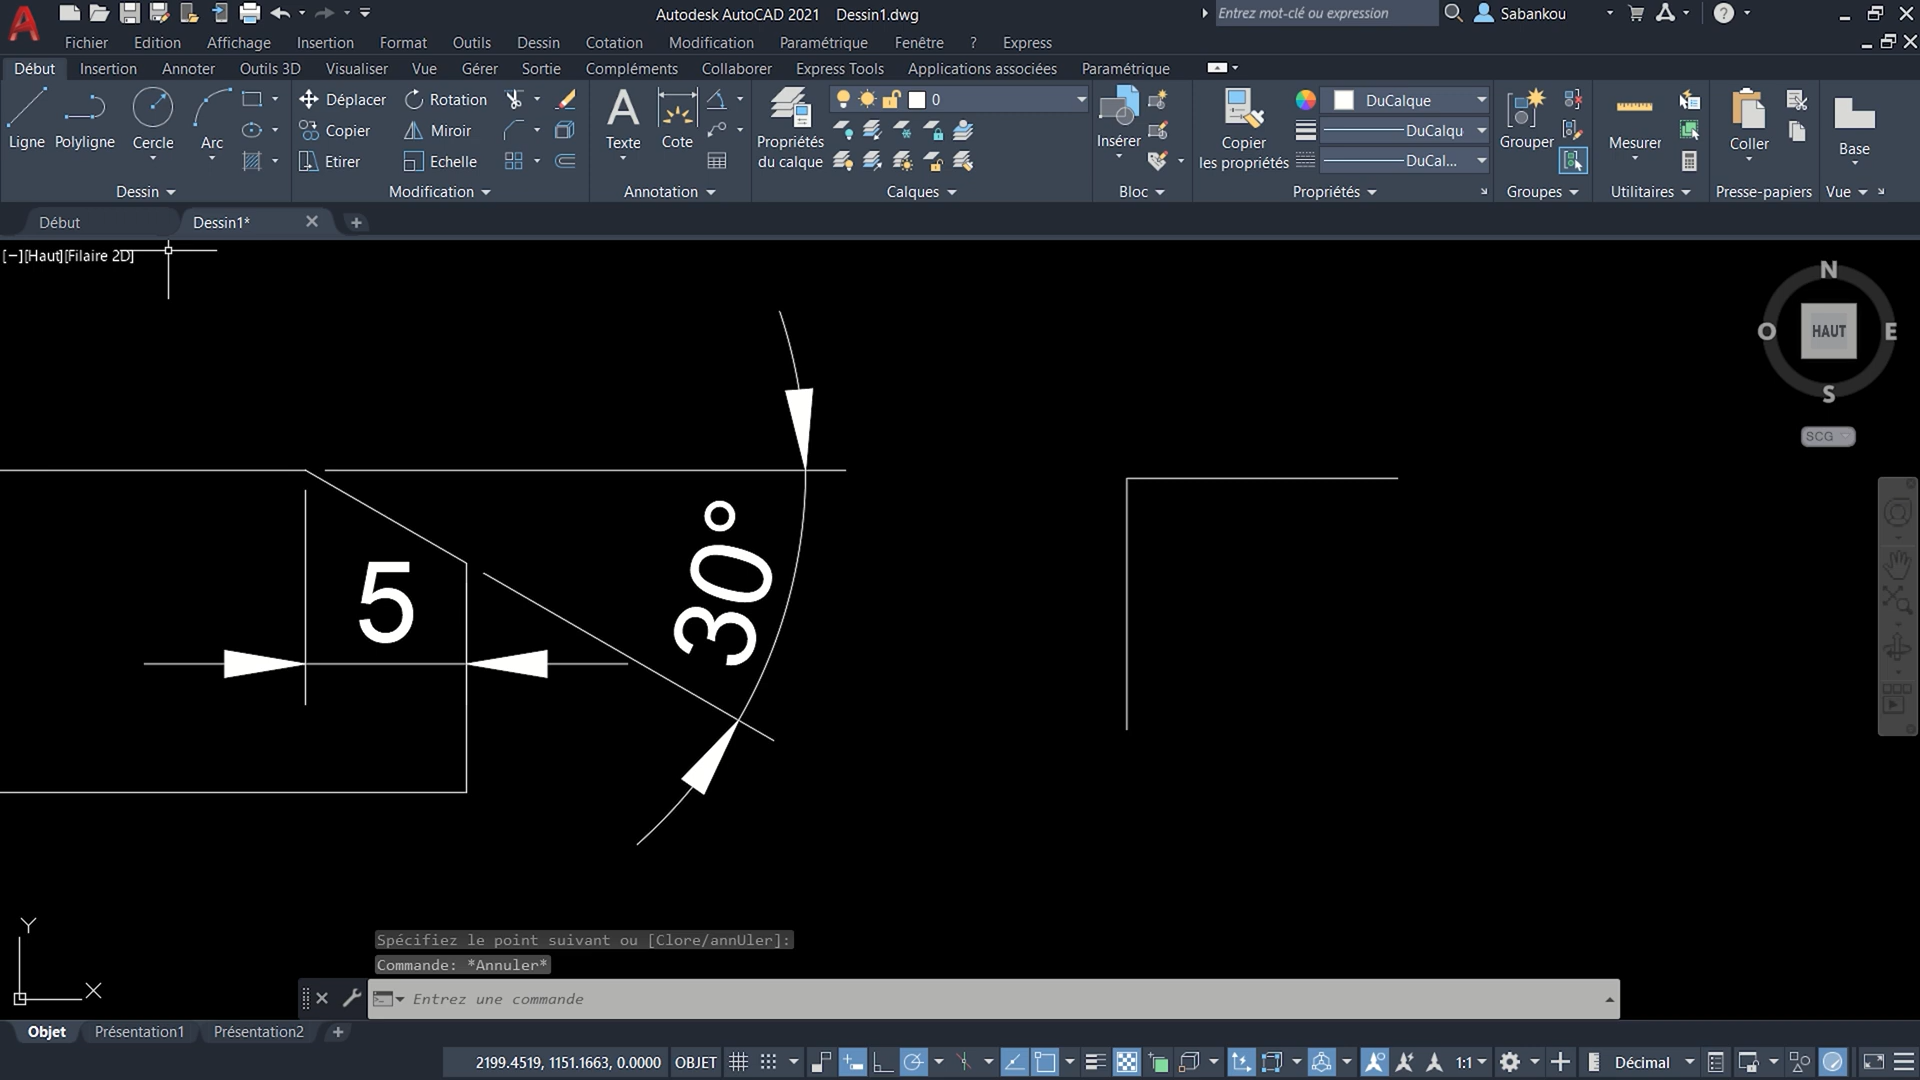 Autodesk AutoCAD 2021 Dessin1.dwg
Entrez mot-clé ou expression
Sabankou
Fichier Edition Affichage Insertion Format Outils Dessin Cotation Modification Paramétrique Fenêtre ? Express
Début Insertion Annoter Outils 3D Visualiser Vue Gérer Sortie Compléments Collaborer Express Tools Applications associées Paramétrique
Ligne Polyligne Cercle Arc
Dessin
Déplacer Rotation
Copier Miroir
Etirer Echelle
Modification
Texte Cote
Annotation
Propriétés
du calque
0
Calques
Insérer
Bloc
Copier
les propriétés
DuCalque
DuCalqu
DuCal...
Propriétés
Grouper
Groupes
Mesurer
Utilitaires
Coller
Presse-papiers
Base
Vue
Début Dessin1*
[−][Haut][Filaire 2D]
N
O HAUT E
S
SCG
5
30°
Y
X
Spécifiez le point suivant ou [Clore/annUler]:
Commande: *Annuler*
Entrez une commande
Objet Présentation1 Présentation2
2199.4519, 1151.1663, 0.0000 OBJET 1:1 Décimal